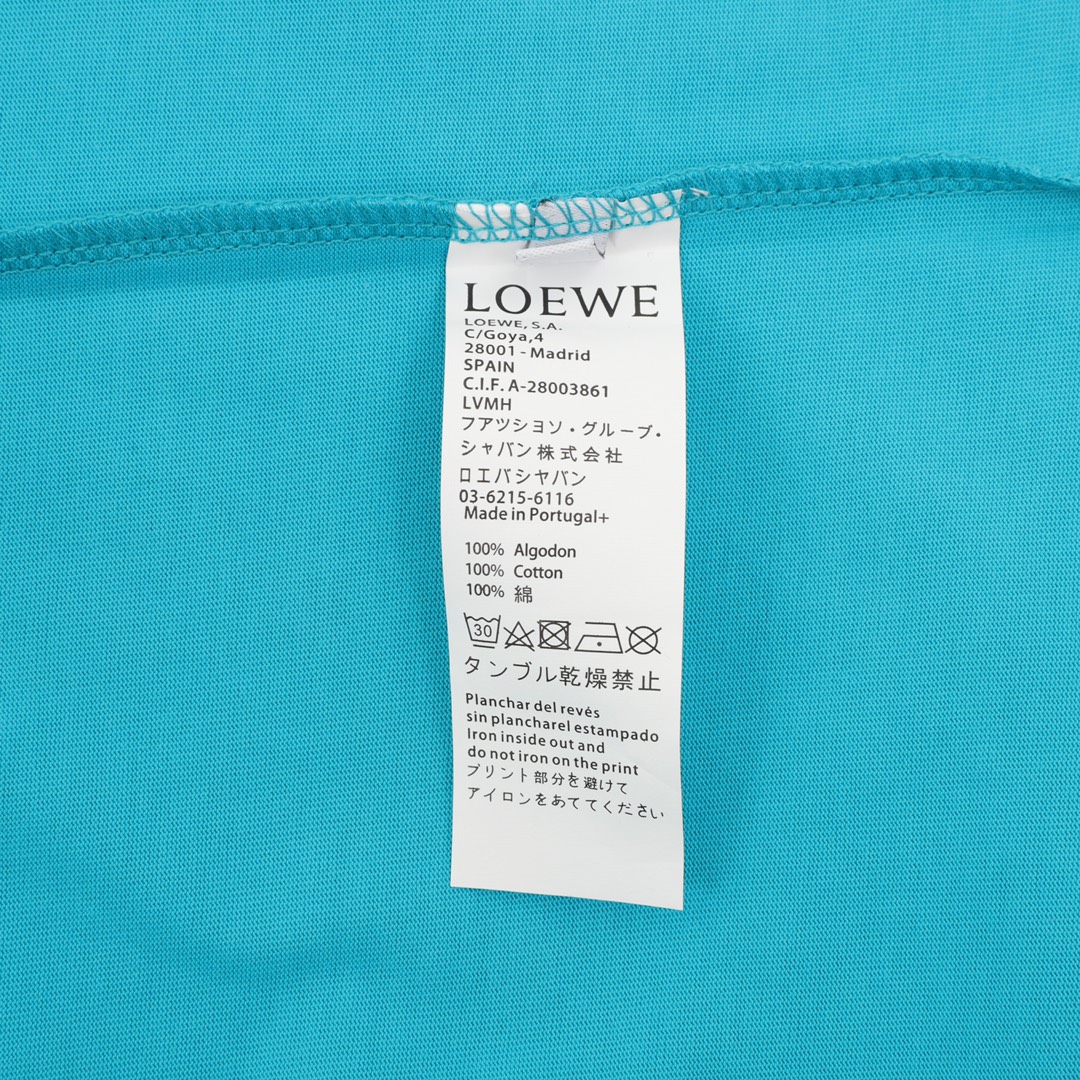 LOEWE
LOEWE, S.A.
C/Goya,4
28001 - Madrid
SPAIN
C.I.F. A-28003861
LVMH
フアツシヨソ・グループ・
シャバン株式会社
ロエバシヤバン
03-6215-6116
Made in Portugal+
100% Algodon
100% Cotton
100% 綿
30
タンブル乾燥禁止
Planchar del revés
sin plancharel estampado
Iron inside out and
do not iron on the print
プリント部分を避けて
アイロンをあててください